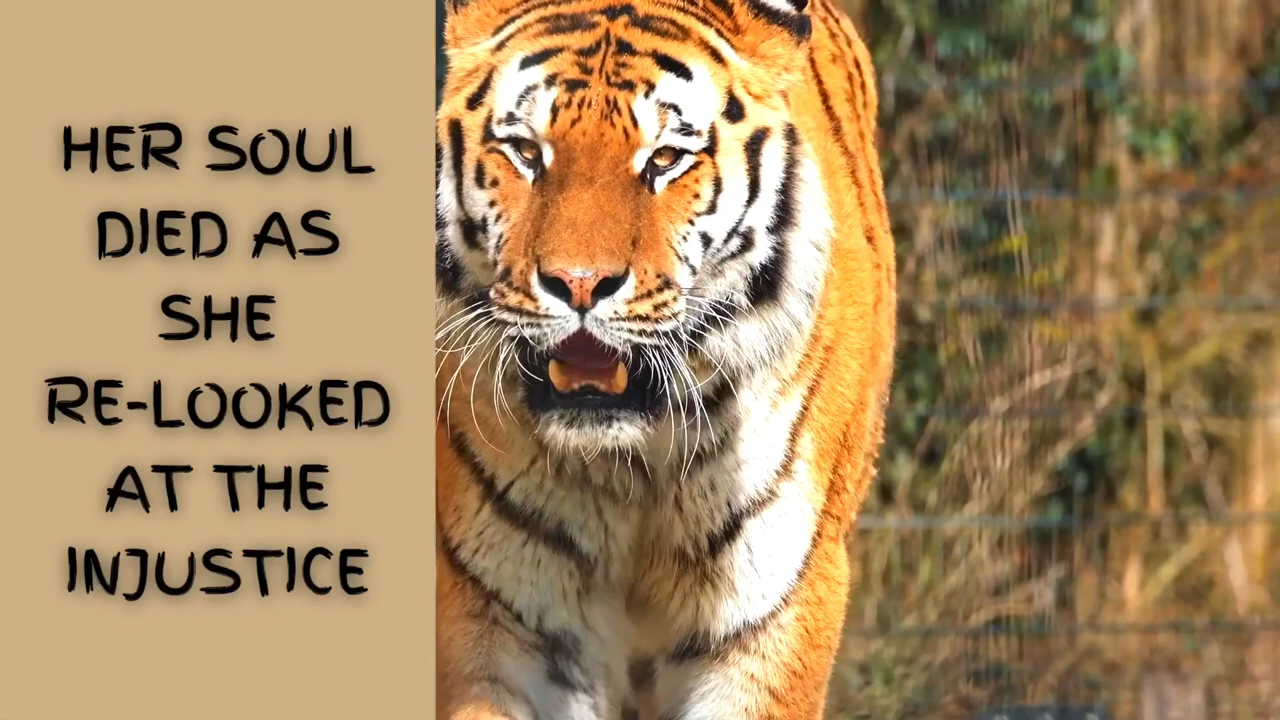 HER SOUL
DIED AS
SHE
RE-LOOKED
AT THE
INJUSTICE